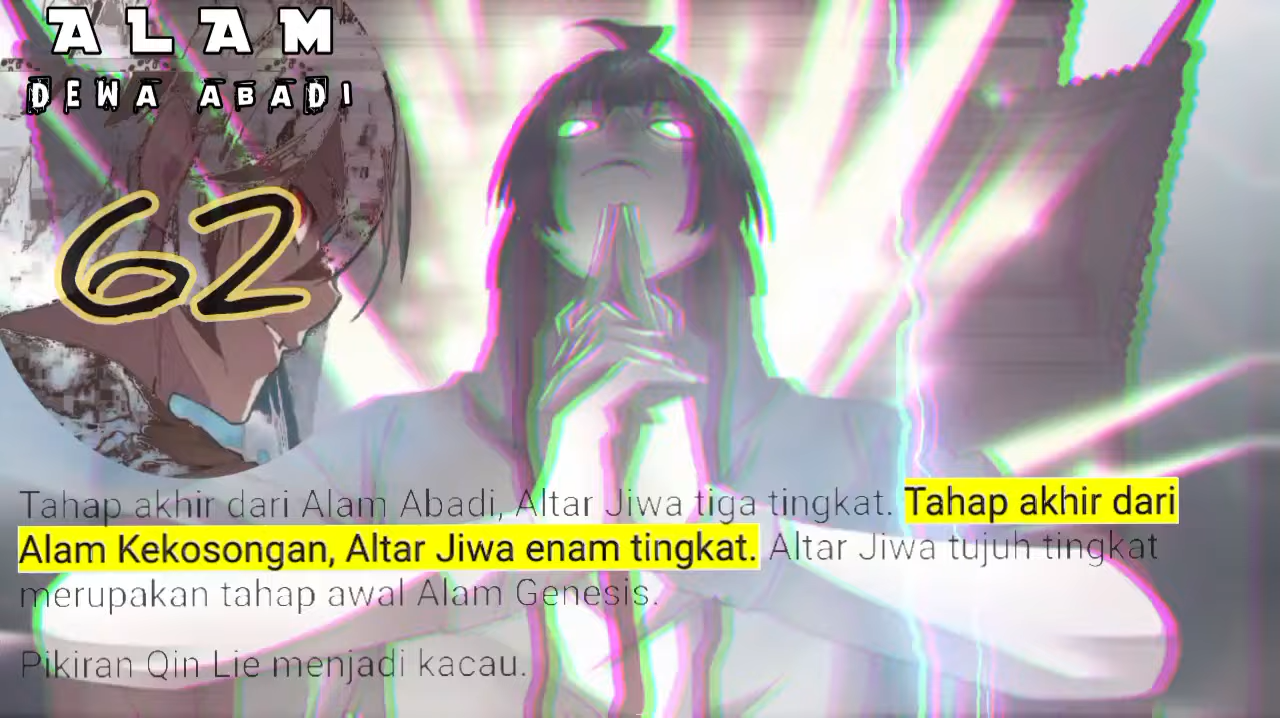 ALAM
DEWA ABADI
62
Tahap akhir dari Alam Abadi, Altar Jiwa tiga tingkat. Tahap akhir dari
Alam Kekosongan, Altar Jiwa enam tingkat. Altar Jiwa tujuh tingkat
merupakan tahap awal Alam Genesis.
Pikiran Qin Lie menjadi kacau.